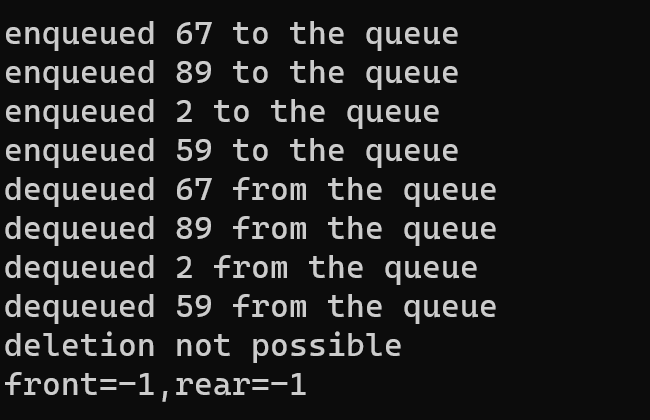 enqueued 67 to the queue
enqueued 89 to the queue
enqueued 2 to the queue
enqueued 59 to the queue
dequeued 67 from the queue
dequeued 89 from the queue
dequeued 2 from the queue
dequeued 59 from the queue
deletion not possible
front=-1,rear=-1